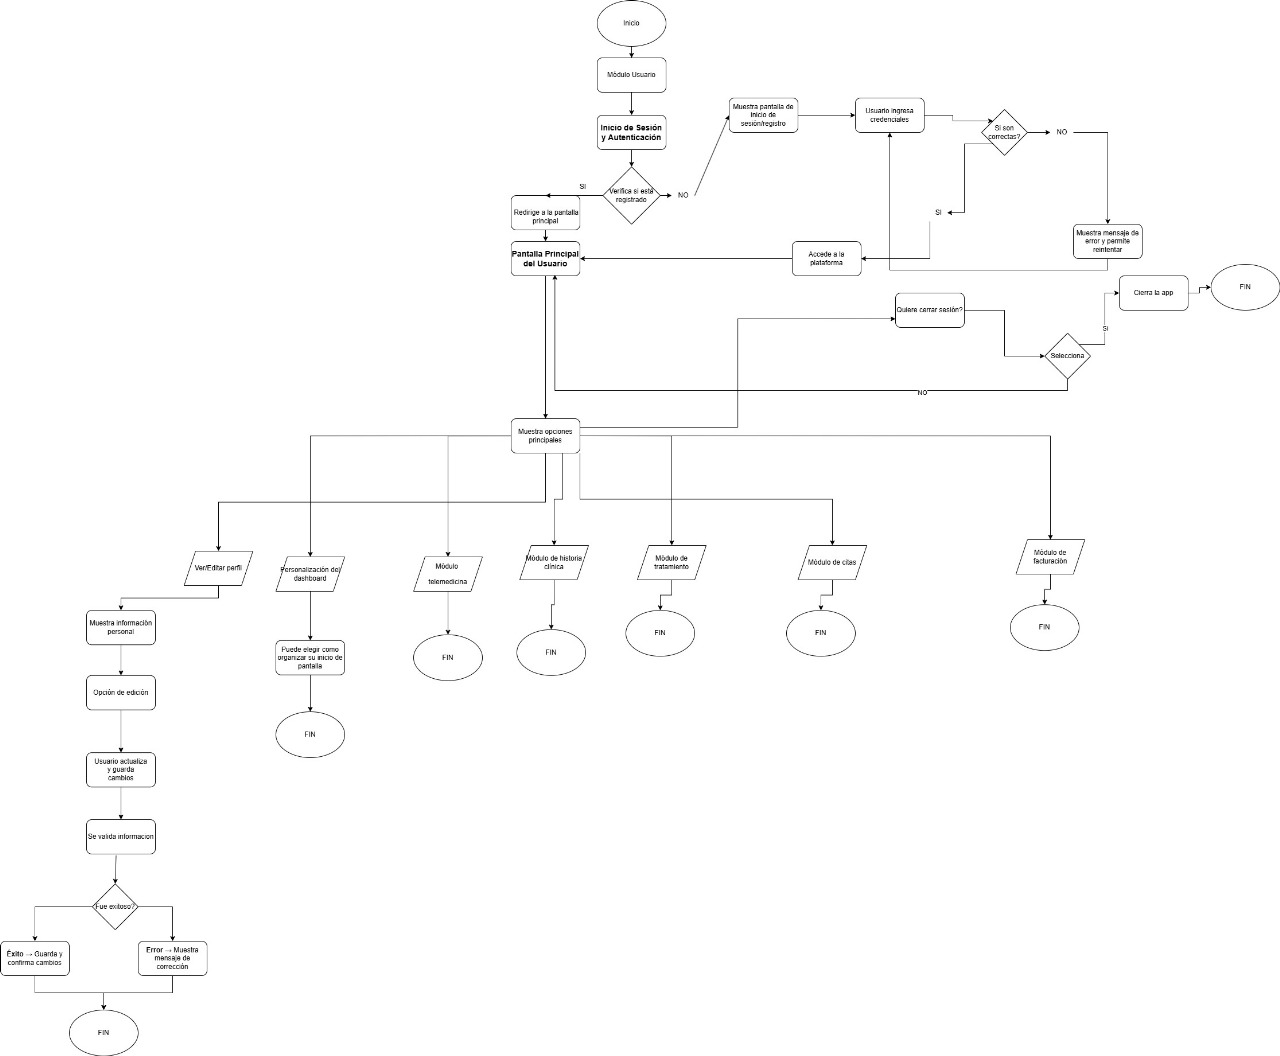 Inicio
Módulo Usuario
Inicio de Sesión
y Autenticación
Muestra pantalla de
inicio de
sesión/registro
Usuario ingresa
credenciales
Si son
correctas?
NO
Verifica si está
registrado
SI
NO
Redirige a la pantalla
principal
SI
Muestra mensaje de
error y permite
reintentar
Pantalla Principal
del Usuario
Accede a la
plataforma
Quiere cerrar sesión?
Cierra la app
FIN
SI
Selecciona
NO
Muestra opciones
principales
Ver/Editar perfil
Personalización del
dashboard
Módulo
telemedicina
Módulo de historia
clínica
Módulo de
tratamiento
Módulo de citas
Módulo de
facturación
Muestra información
personal
Puede elegir como
organizar su inicio de
pantalla
FIN
FIN
FIN
FIN
FIN
Opción de edición
FIN
Usuario actualiza
y guarda
cambios
Se valida informacion
Fue exitoso?
Éxito → Guarda y
confirma cambios
Error → Muestra
mensaje de
corrección
FIN